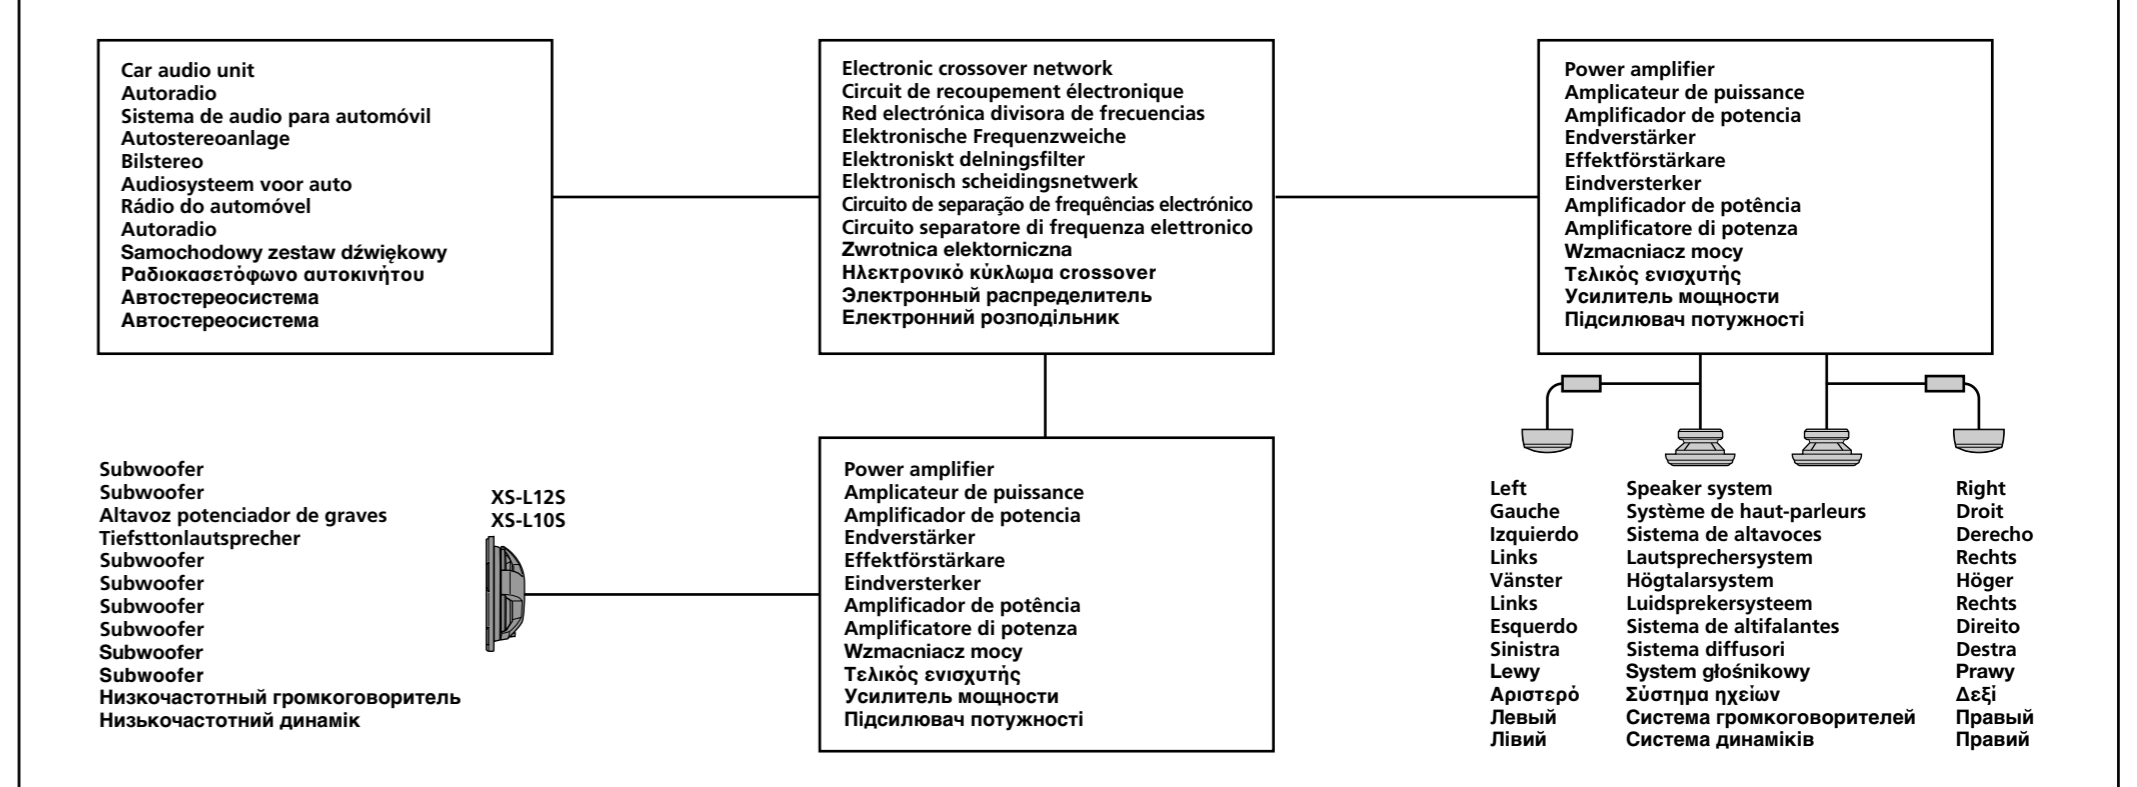 Car audio unit
Autoradio
Sistema de audio para automóvil
Autostereoanlage
Bilstereo
Audiosysteem voor auto
Rádio do automóvel
Autoradio
Samochodowy zestaw dźwiękowy
Ραδιοκασετόφωνο αυτοκινήτου
Автостереосистема
Автостереосистема
Electronic crossover network
Circuit de recoupement électronique
Red electrónica divisora de frecuencias
Elektronische Frequenzweiche
Elektroniskt delningsfilter
Elektronisch scheidingsnetwerk
Circuito de separação de frequências electrónico
Circuito separatore di frequenza elettronico
Zwrotnica elektorniczna
Ηλεκτρονικό κύκλωμα crossover
Электронный распределитель
Електронний розподільник
Power amplifier
Amplicateur de puissance
Amplificador de potencia
Endverstärker
Effektförstärkare
Eindversterker
Amplificador de potência
Amplificatore di potenza
Wzmacniacz mocy
Τελικός ενισχυτής
Усилитель мощности
Підсилювач потужності
Subwoofer
Subwoofer
Altavoz potenciador de graves
Tiefsttonlautsprecher
Subwoofer
Subwoofer
Subwoofer
Subwoofer
Subwoofer
Subwoofer
Низкочастотный громкоговоритель
Низькочастотний динамік
XS-L12S
XS-L10S
Power amplifier
Amplicateur de puissance
Amplificador de potencia
Endverstärker
Effektförstärkare
Eindversterker
Amplificador de potência
Amplificatore di potenza
Wzmacniacz mocy
Τελικός ενισχυτής
Усилитель мощности
Підсилювач потужності
Left
Gauche
Izquierdo
Links
Vänster
Links
Esquerdo
Sinistra
Lewy
Αριστερό
Левый
Лівий
Speaker system
Système de haut-parleurs
Sistema de altavoces
Lautsprechersystem
Högtalarsystem
Luidsprekersysteem
Sistema de altifalantes
Sistema diffusori
System głośnikowy
Σύστημα ηχείων
Система громкоговорителей
Система динаміків
Right
Droit
Derecho
Rechts
Höger
Rechts
Direito
Destra
Prawy
Δεξί
Правый
Правий